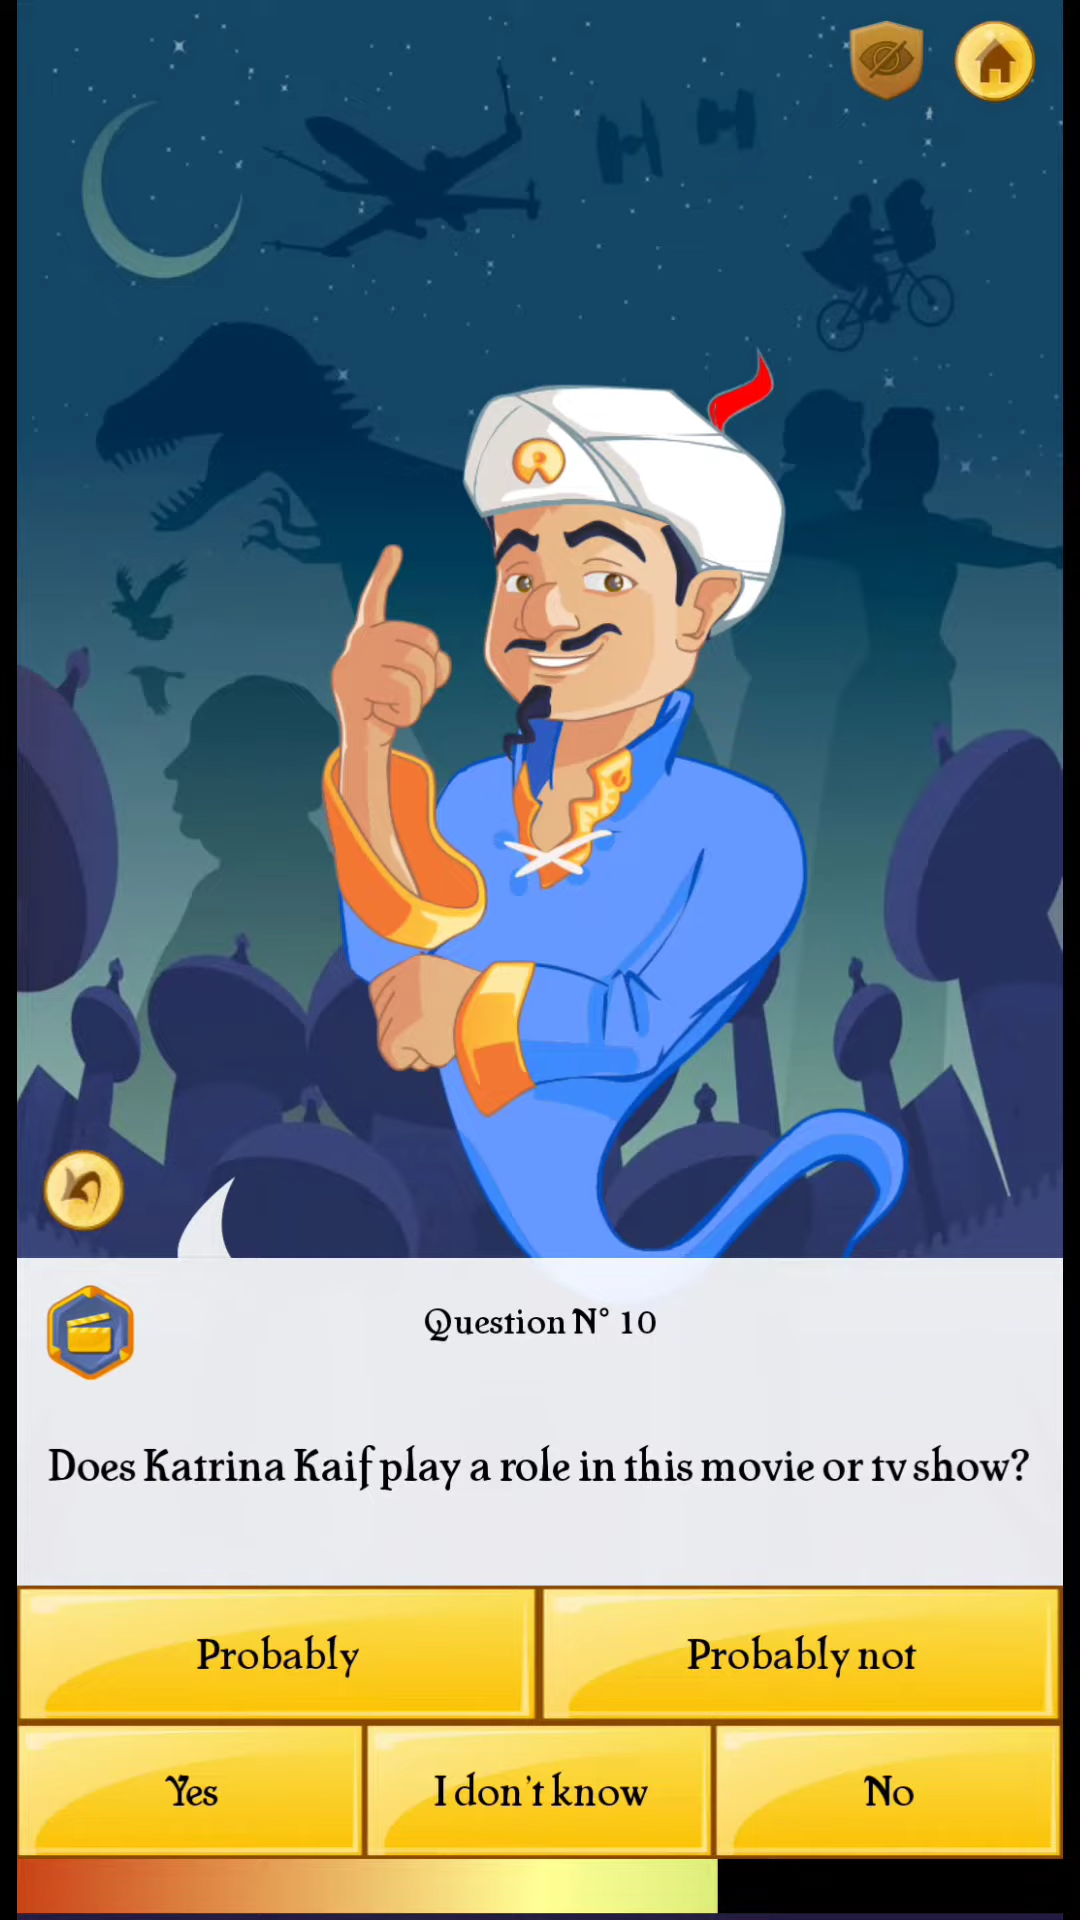 Question N° 10
Does Katrina Kaif play a role in this movie or tv show?
Probably
Probably not
Yes
I don't know
No